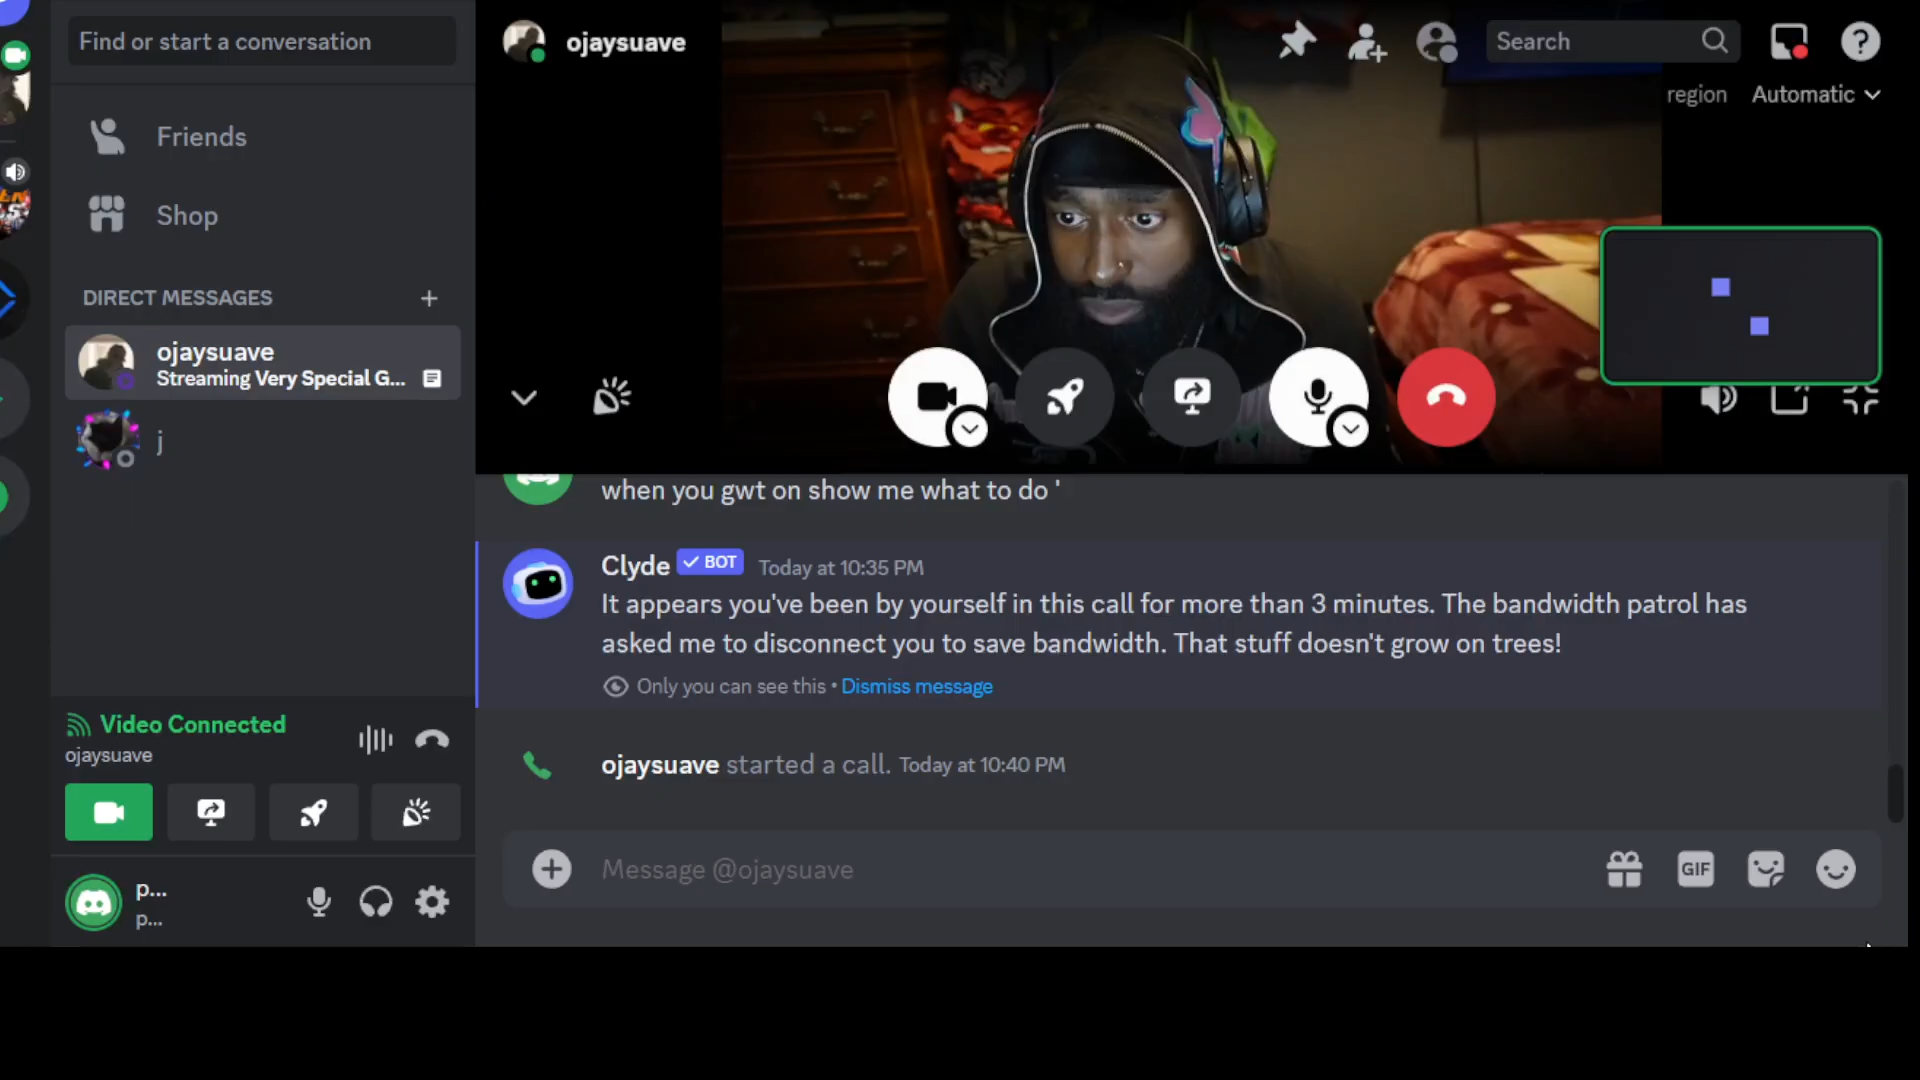 Find or start a conversation
Friends
Shop
DIRECT MESSAGES
ojaysuave
Streaming Very Special G...
j
Video Connected
ojaysuave
p...
p...
ojaysuave
Search
region Automatic
when you gwt on show me what to do '
Clyde BOT Today at 10:35 PM
It appears you've been by yourself in this call for more than 3 minutes. The bandwidth patrol has
asked me to disconnect you to save bandwidth. That stuff doesn't grow on trees!
Only you can see this • Dismiss message
ojaysuave started a call. Today at 10:40 PM
Message @ojaysuave
GIF